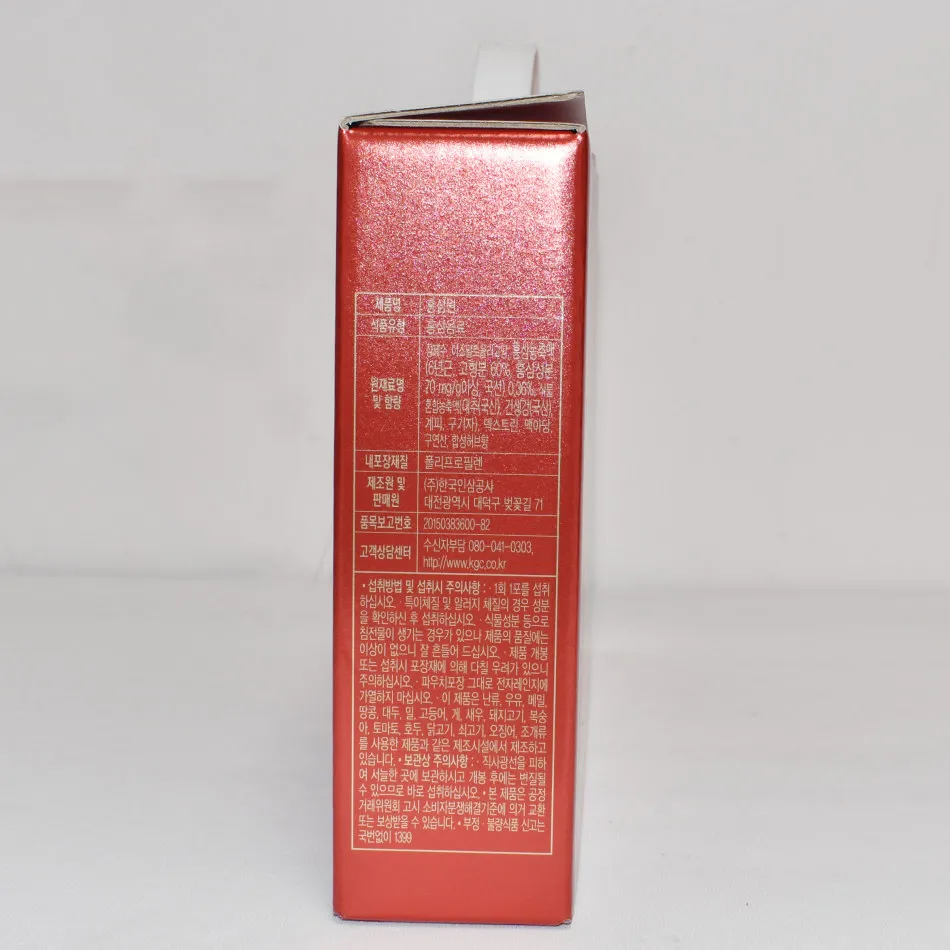 제품명 홍삼원
식품유형 홍삼음료
원재료명
및 함량
정제수, 이소말토올리고당, 홍삼농축액
(6년근, 고형분 60%, 홍삼성분
70 mg/g이상, 국산) 0.36%, 식물
혼합농축액(대추(국산), 건생강(국산),
계피, 구기자), 덱스트린, 맥아당,
구연산, 합성허브향
내포장재질 폴리프로필렌
제조원 및
판매원
(주)한국인삼공사
대전광역시 대덕구 벚꽃길 71
품목보고번호 20150383600-82
고객상담센터
수신자부담 080-041-0303,
http://www.kgc.co.kr
• 섭취방법 및 섭취시 주의사항 : · 1회 1포를 섭취
하십시오. · 특이체질 및 알러지 체질의 경우 성분
을 확인하신 후 섭취하십시오. · 식물성분 등으로
침전물이 생기는 경우가 있으나 제품의 품질에는
이상이 없으니 잘 흔들어 드십시오. · 제품 개봉
또는 섭취시 포장재에 의해 다칠 우려가 있으니
주의하십시오. · 파우치포장 그대로 전자레인지에
가열하지 마십시오. · 이 제품은 난류, 우유, 메밀,
땅콩, 대두, 밀, 고등어, 게, 새우, 돼지고기, 복숭
아, 토마토, 호두, 닭고기, 쇠고기, 오징어, 조개류
를 사용한 제품과 같은 제조시설에서 제조하고
있습니다. • 보관상 주의사항 : · 직사광선을 피하
여 서늘한 곳에 보관하시고 개봉 후에는 변질될
수 있으므로 바로 섭취하십시오. • 본 제품은 공정
거래위원회 고시 소비자분쟁해결기준에 의거 교환
또는 보상받을 수 있습니다. • 부정 · 불량식품 신고는
국번없이 1399